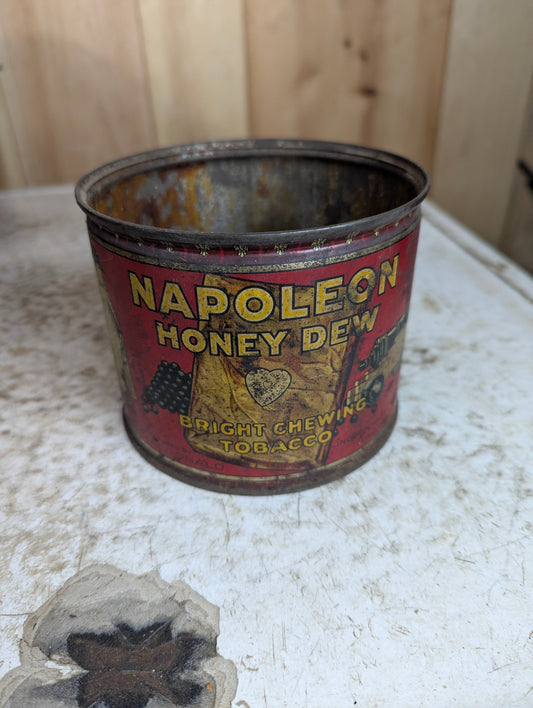 NAPOLEON
HONEY DEW
BRIGHT CHEWING
TOBACCO